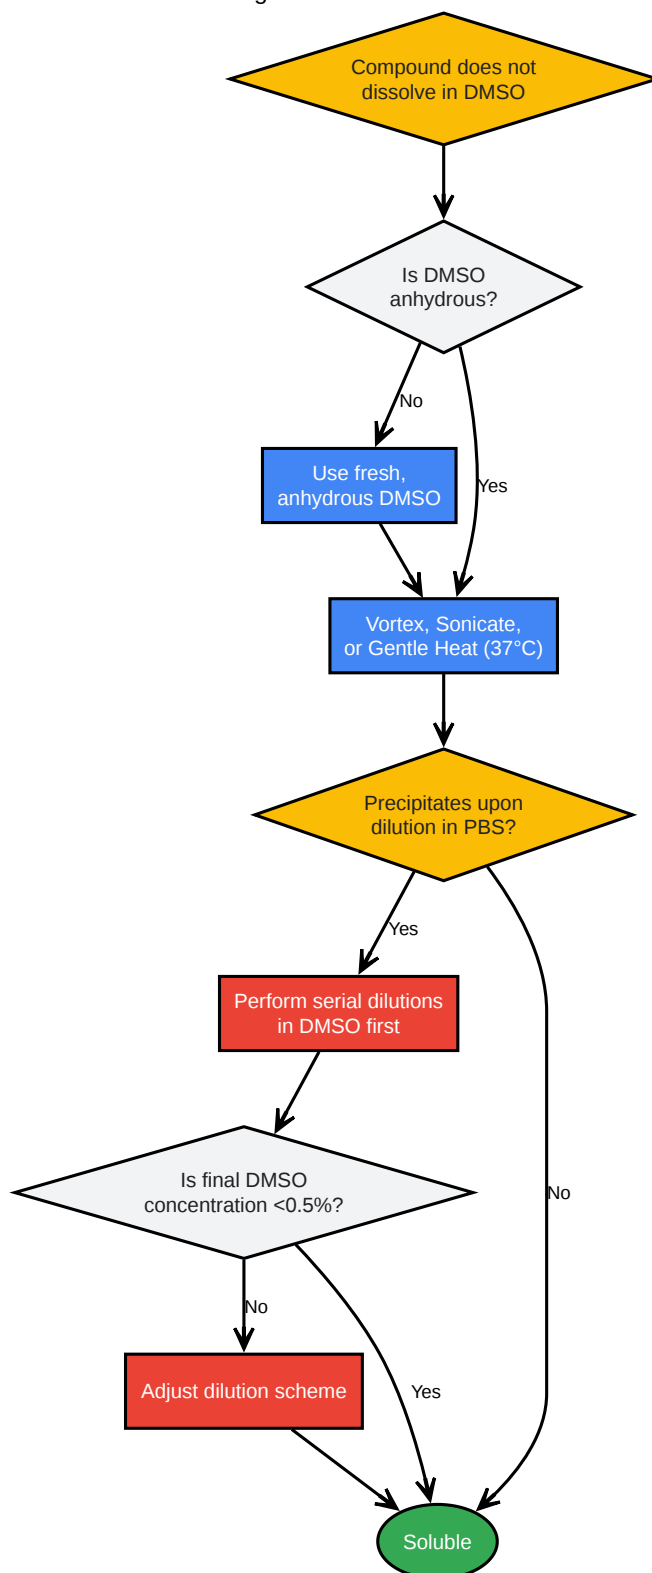 Compound does not
dissolve in DMSO
Is DMSO
anhydrous?
No
Yes
Use fresh,
anhydrous DMSO
Vortex, Sonicate,
or Gentle Heat (37°C)
Precipitates upon
dilution in PBS?
Yes
Perform serial dilutions
in DMSO first
Is final DMSO
concentration <0.5%?
No
No
Adjust dilution scheme
Yes
Soluble